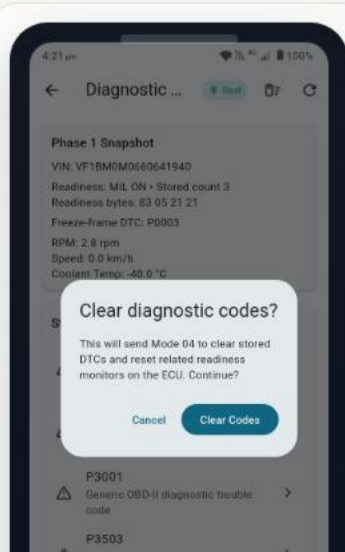 4:21 pm
100%
Diagnostic ...
Real
Phase 1 Snapshot
VIN: VF1BM0M0660641940
Readiness: MIL ON • Stored count 3
Readiness bytes: 83 05 21 21
Freeze-frame DTC: P0003
RPM: 2.8 rpm
Speed: 0.0 km/h
Coolant Temp: -40.0 °C
Clear diagnostic codes?
This will send Mode 04 to clear stored
DTCs and reset related readiness
monitors on the ECU. Continue?
Cancel
Clear Codes
P3001
Generic OBD-II diagnostic trouble
code
P3503